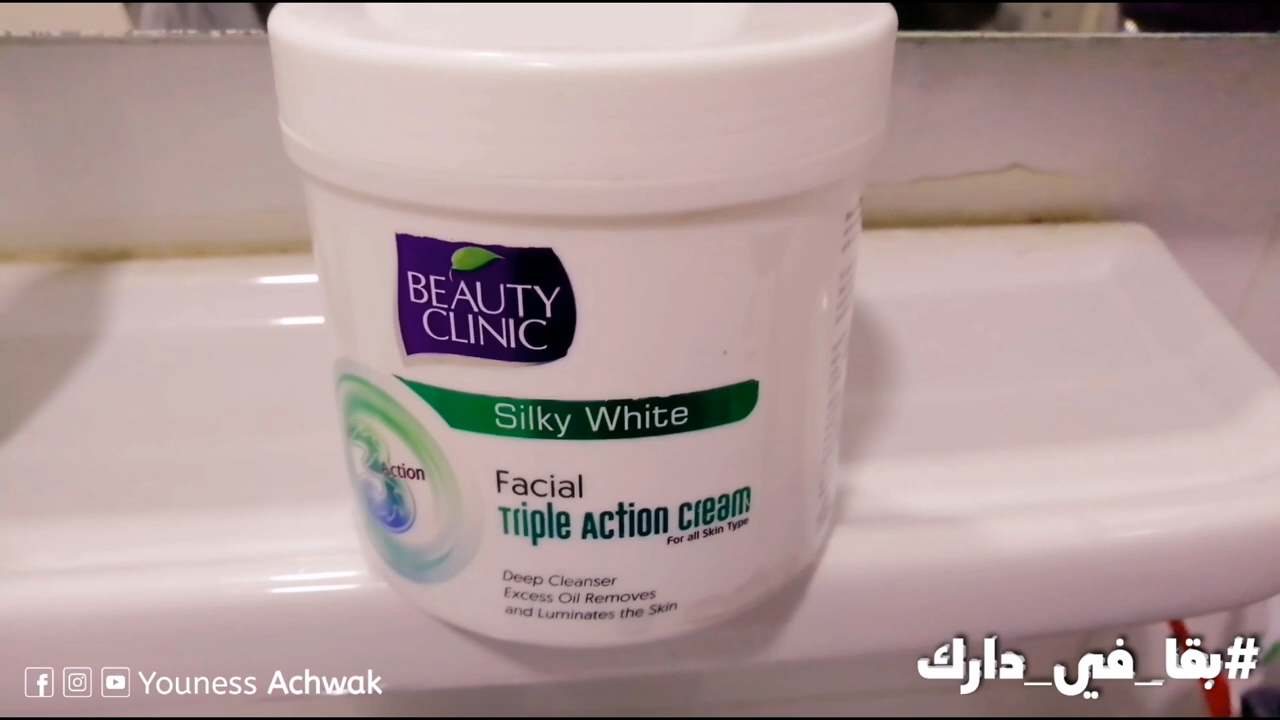 BEAUTY
CLINIC
Silky White
Action
Facial
Triple Action Cream
For all Skin Type
Deep Cleanser
Excess Oil Removes
and Luminates the Skin
Youness Achwak
#بقا_في_دارك